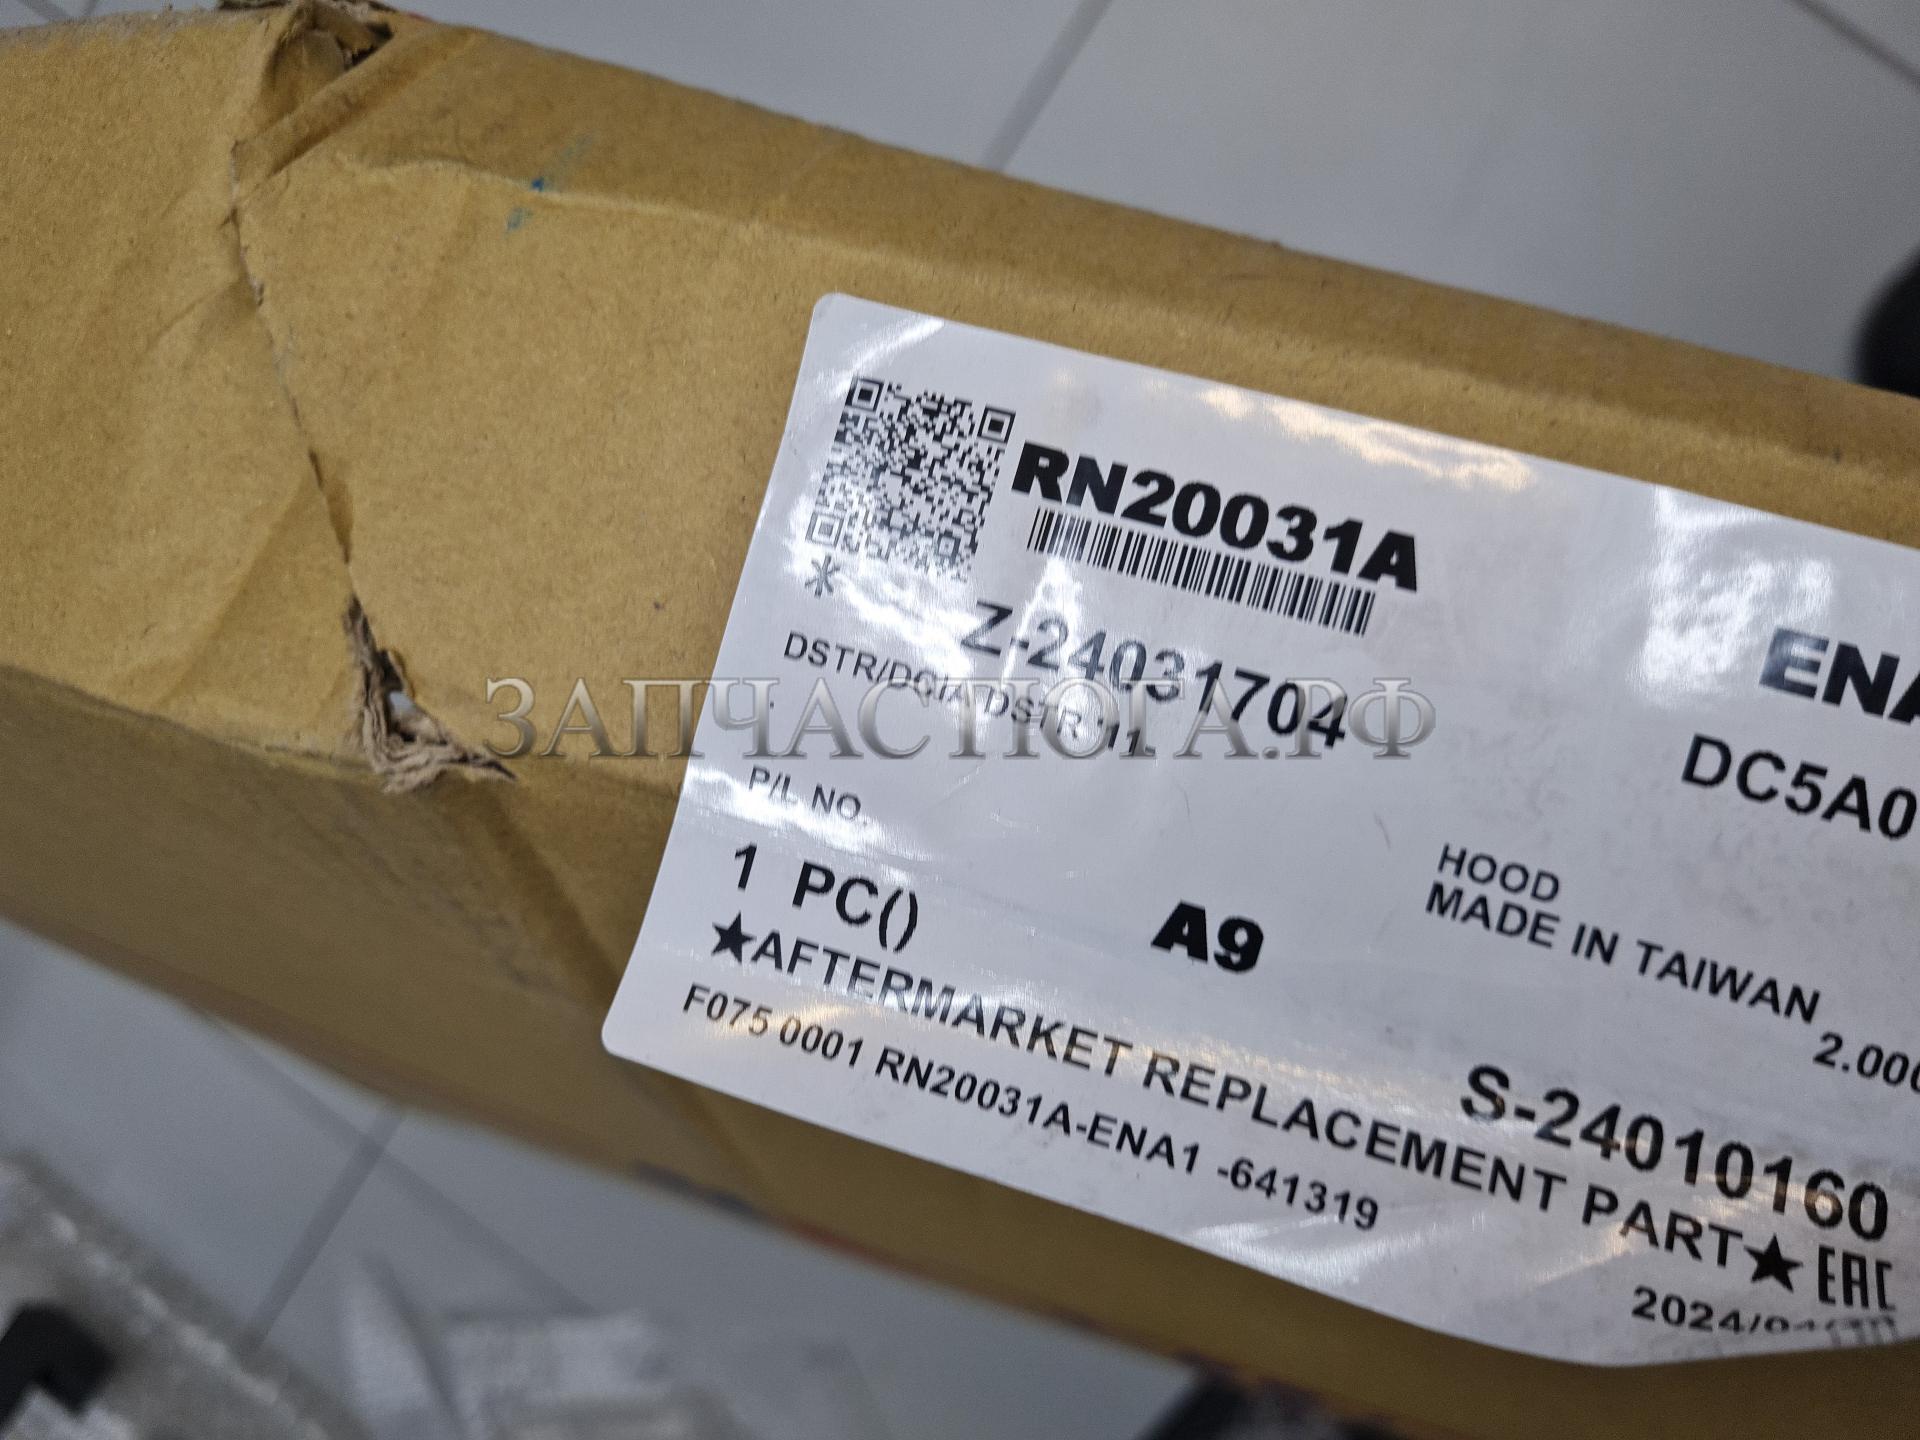 RN20031A
*
Z-24031704
ENA
DSTR/DCIA DSTR 11
DC5A0
P/L NO.
HOOD
MADE IN TAIWAN
1 PC()
A9
2.000
S-24010160
★AFTERMARKET REPLACEMENT PART★ EAC
F075 0001 RN20031A-ENA1 -641319
ЗАПЧАСТЮГА.РФ